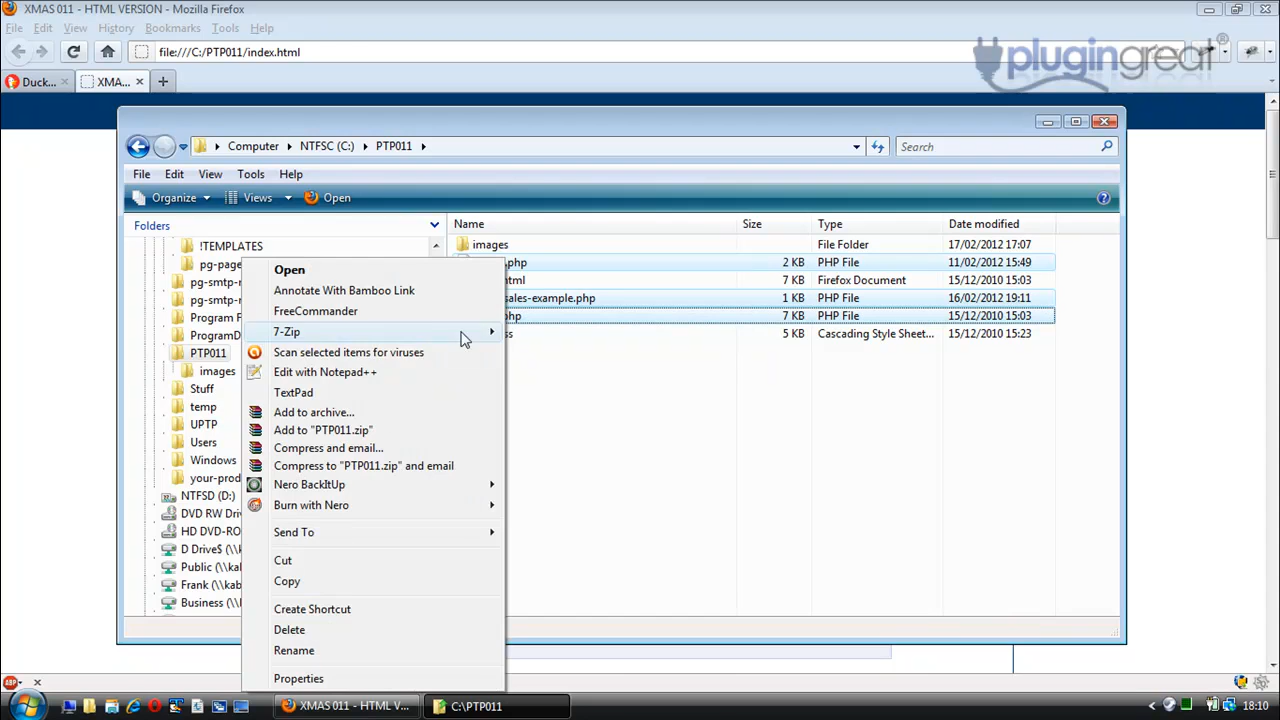 XMAS 011 - HTML VERSION - Mozilla Firefox
File Edit View History Bookmarks Tools Help
file:///C:/PTP011/index.html
plugingreat®
Duck... XMAS...
Computer NTFSC (C:) PTP011
Search
File Edit View Tools Help
Organize Views Open
Folders
Name Size Type Date modified
!TEMPLATES
images File Folder 17/02/2012 17:07
pg-page
.php 2 KB PHP File 11/02/2012 15:49
pg-smtp-r
html 7 KB Firefox Document 15/12/2010 15:03
pg-smtp-r
sales-example.php 1 KB PHP File 16/02/2012 19:11
Program F
php 7 KB PHP File 15/12/2010 15:03
ProgramD
ss 5 KB Cascading Style Sheet... 15/12/2010 15:23
PTP011
images
Stuff
temp
UPTP
Users
Windows
your-prod
NTFSD (D:)
DVD RW Driv
HD DVD-RO
D Drive$ (\\kab
Public (\\kab
Frank (\\kab
Business (\\kab
Open
Annotate With Bamboo Link
FreeCommander
7-Zip
Scan selected items for viruses
Edit with Notepad++
TextPad
Add to archive...
Add to "PTP011.zip"
Compress and email...
Compress to "PTP011.zip" and email
Nero BackItUp
Burn with Nero
Send To
Cut
Copy
Create Shortcut
Delete
Rename
Properties
ABP
XMAS 011 - HTML V... C:\PTP011 18:10